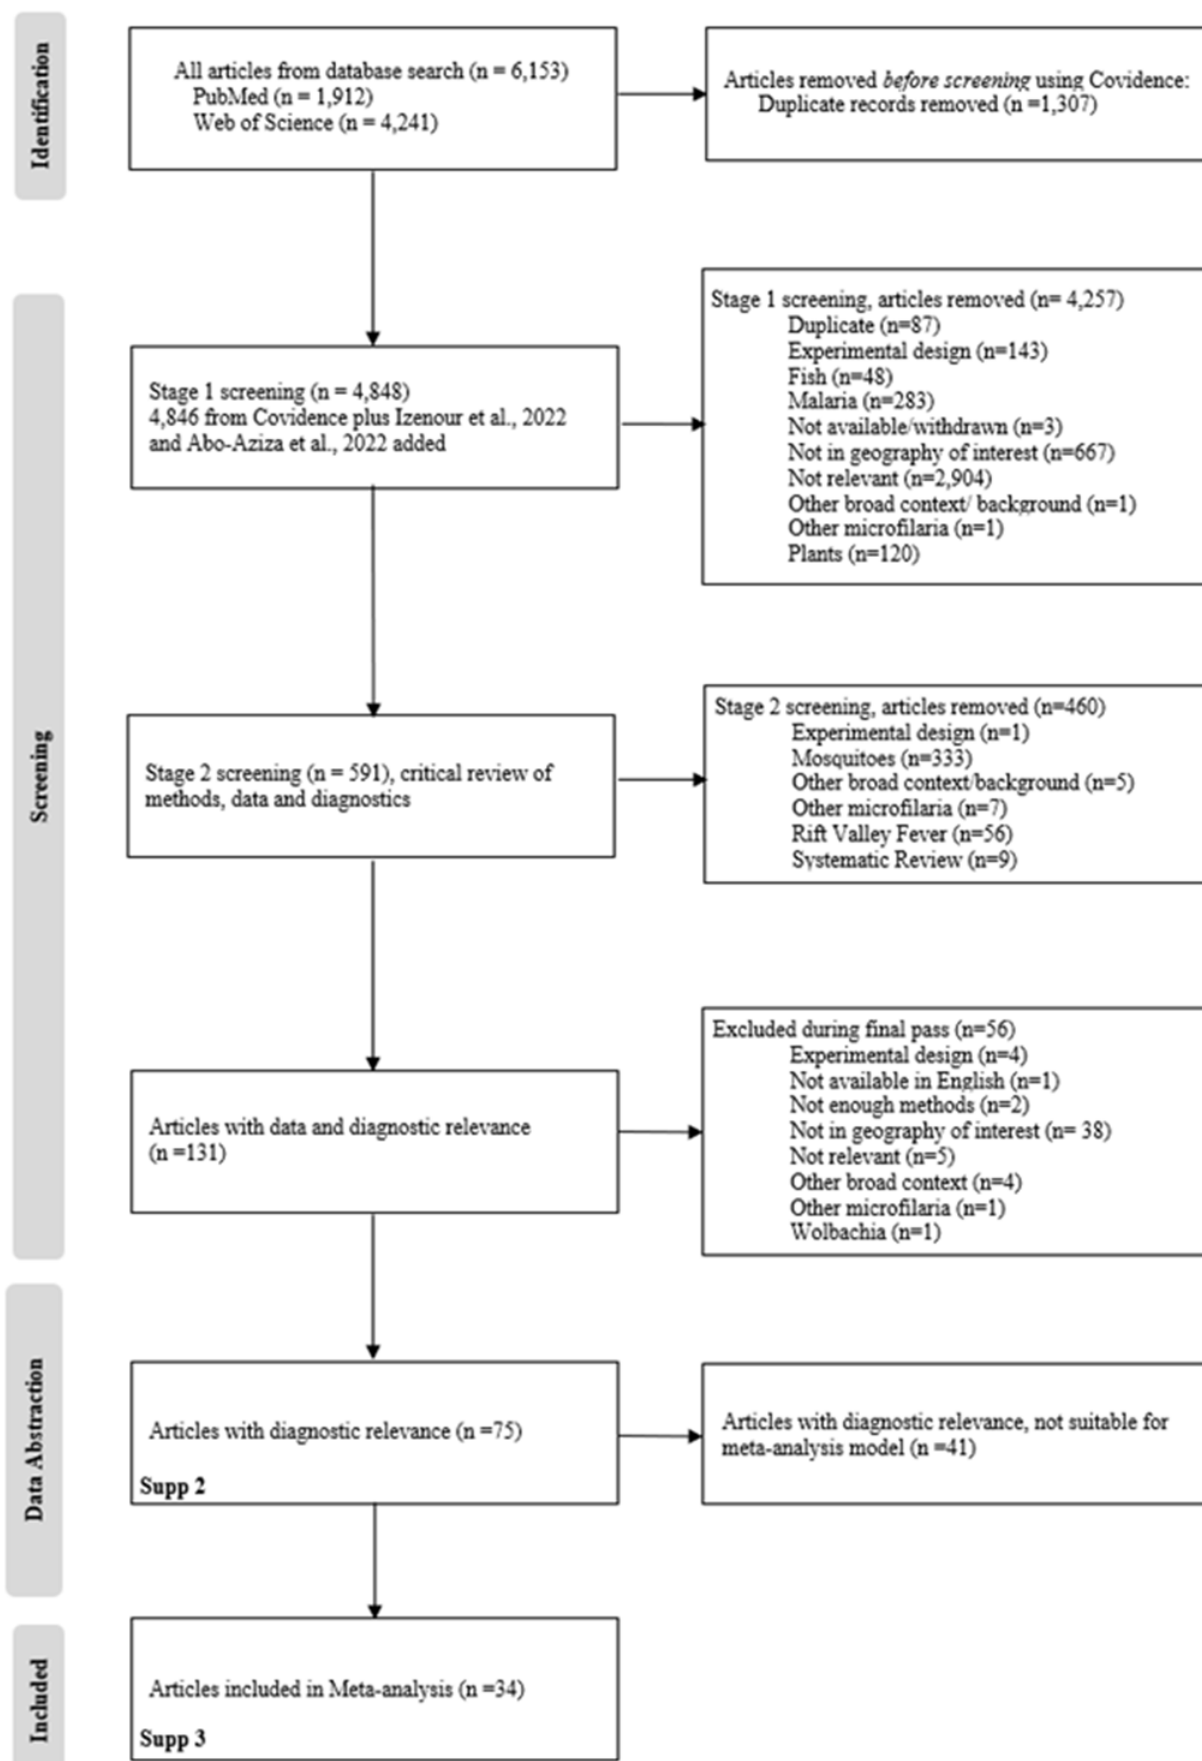 Identification
All articles from database search (n = 6,153)
PubMed (n = 1,912)
Web of Science (n = 4,241)
Articles removed before screening using Covidence:
Duplicate records removed (n =1,307)
Screening
Stage 1 screening (n = 4,848)
4,846 from Covidence plus Izenour et al., 2022
and Abo-Aziza et al., 2022 added
Stage 1 screening, articles removed (n= 4,257)
Duplicate (n=87)
Experimental design (n=143)
Fish (n=48)
Malaria (n=283)
Not available/withdrawn (n=3)
Not in geography of interest (n=667)
Not relevant (n=2,904)
Other broad context/ background (n=1)
Other microfilaria (n=1)
Plants (n=120)
Stage 2 screening (n = 591), critical review of
methods, data and diagnostics
Stage 2 screening, articles removed (n=460)
Experimental design (n=1)
Mosquitoes (n=333)
Other broad context/background (n=5)
Other microfilaria (n=7)
Rift Valley Fever (n=56)
Systematic Review (n=9)
Articles with data and diagnostic relevance
(n =131)
Excluded during final pass (n=56)
Experimental design (n=4)
Not available in English (n=1)
Not enough methods (n=2)
Not in geography of interest (n= 38)
Not relevant (n=5)
Other broad context (n=4)
Other microfilaria (n=1)
Wolbachia (n=1)
Data Abstraction
Articles with diagnostic relevance (n =75)
Supp 2
Articles with diagnostic relevance, not suitable for
meta-analysis model (n =41)
Included
Articles included in Meta-analysis (n =34)
Supp 3